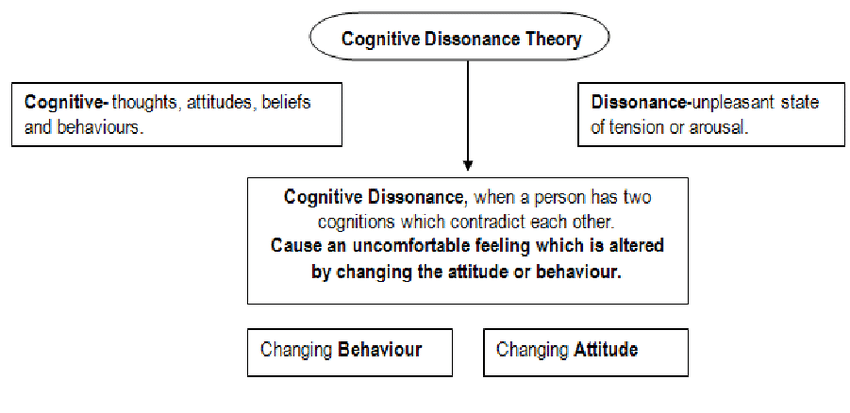 Cognitive Dissonance Theory
Cognitive- thoughts, attitudes, beliefs
and behaviours.
Dissonance-unpleasant state
of tension or arousal.
Cognitive Dissonance, when a person has two
cognitions which contradict each other.
Cause an uncomfortable feeling which is altered
by changing the attitude or behaviour.
Changing Behaviour
Changing Attitude